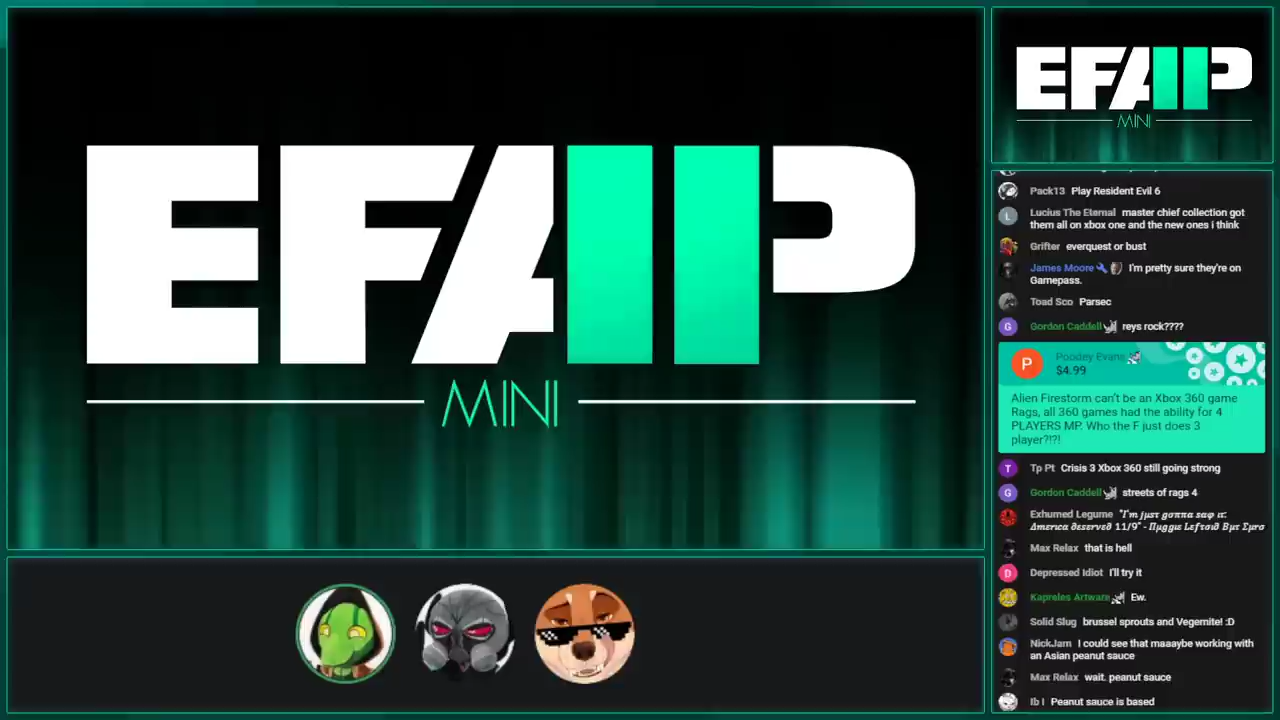 EFAP
MINI
EFAP
MINI
Pack13 Play Resident Evil 6
Lucius The Eternal master chief collection got
them all on xbox one and the new ones i think
Grifter everquest or bust
James Moore I'm pretty sure they're on
Gamepass.
Toad Sco Parsec
G
Gordon Caddell reys rock????
P
Poodey Evans
$4.99
Alien Firestorm can't be an Xbox 360 game
Rags, all 360 games had the ability for 4
PLAYERS MP. Who the F just does 3
player?!?!
T
Tp Pt Crisis 3 Xbox 360 still going strong
G
Gordon Caddell streets of rags 4
Exhumed Legume
Max Relax that is hell
D
Depressed Idiot I'll try it
Kapreles Artware Ew.
Solid Slug brussel sprouts and Vegemite! :D
NickJam I could see that maaaybe working with
an Asian peanut sauce
Max Relax wait. peanut sauce
Ib I Peanut sauce is based